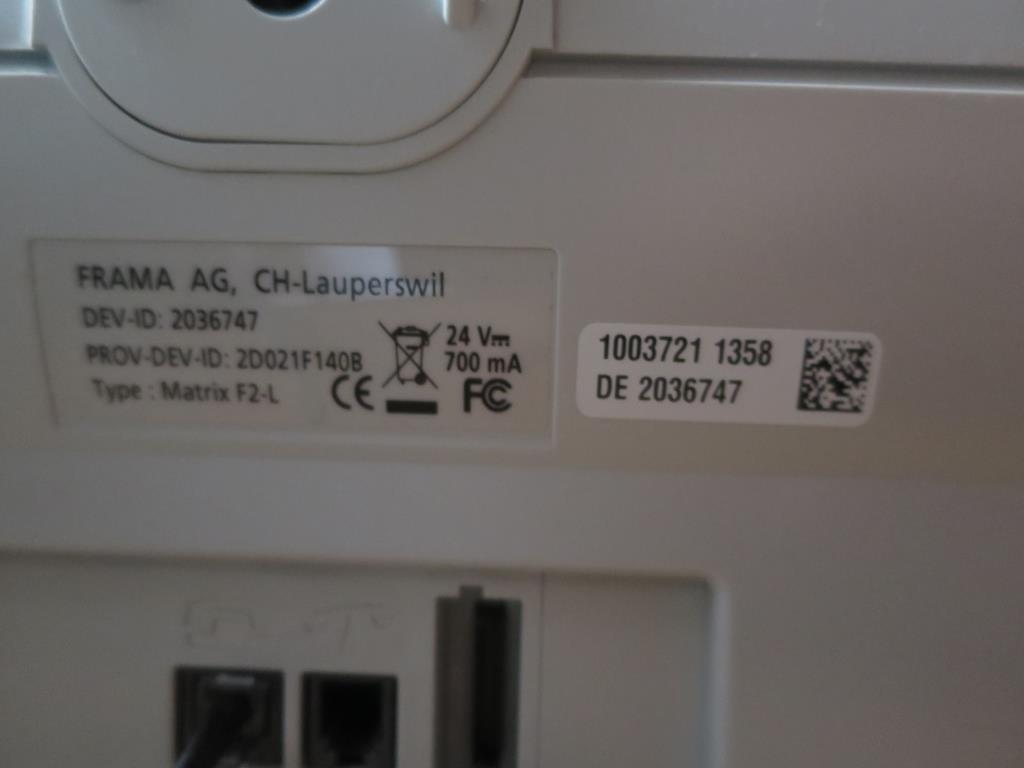 FRAMA AG, CH-Lauperswil
DEV-ID: 2036747
PROV-DEV-ID: 2D021F140B
Type : Matrix F2-L
24 V
700 mA
CE
FC
1003721 1358
DE 2036747